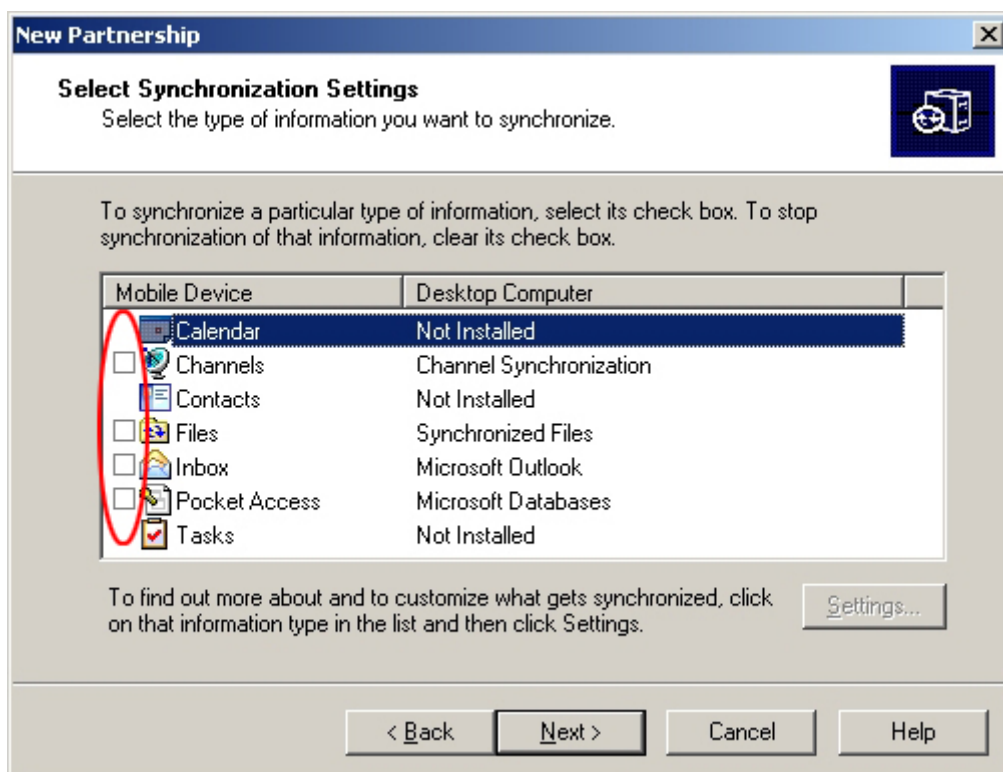 New Partnership
Select Synchronization Settings
Select the type of information you want to synchronize.
To synchronize a particular type of information, select its check box. To stop
synchronization of that information, clear its check box.
Mobile Device Desktop Computer
Calendar Not Installed
Channels Channel Synchronization
Contacts Not Installed
Files Synchronized Files
Inbox Microsoft Outlook
Pocket Access Microsoft Databases
Tasks Not Installed
To find out more about and to customize what gets synchronized, click
on that information type in the list and then click Settings.
Settings...
< Back Next > Cancel Help